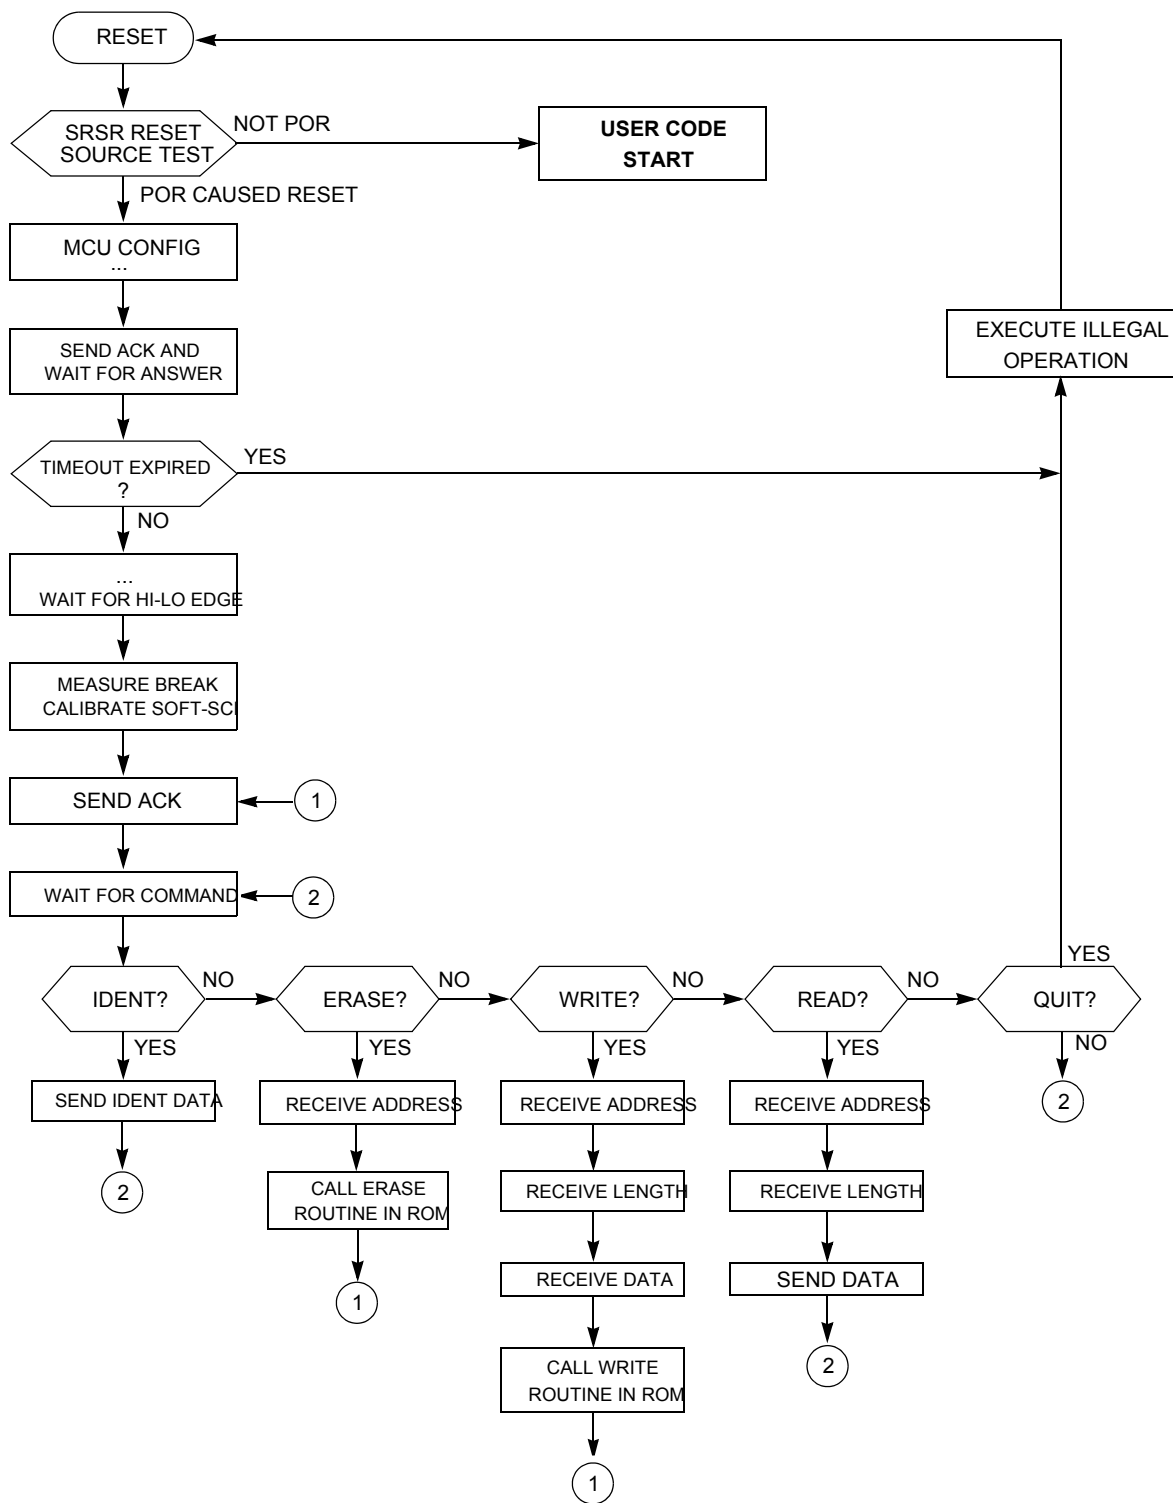 RESET
SRSR RESET
SOURCE TEST
NOT POR
USER CODE
START
POR CAUSED RESET
MCU CONFIG
...
SEND ACK AND
WAIT FOR ANSWER
EXECUTE ILLEGAL
OPERATION
TIMEOUT EXPIRED
?
YES
NO
...
WAIT FOR HI-LO EDGE
MEASURE BREAK
CALIBRATE SOFT-SCI
SEND ACK
1
WAIT FOR COMMAND
2
IDENT?
NO
ERASE?
NO
WRITE?
NO
READ?
NO
QUIT?
YES
YES
YES
YES
YES
NO
SEND IDENT DATA
RECEIVE ADDRESS
RECEIVE ADDRESS
RECEIVE ADDRESS
2
2
CALL ERASE
ROUTINE IN ROM
RECEIVE LENGTH
RECEIVE LENGTH
1
RECEIVE DATA
SEND DATA
CALL WRITE
ROUTINE IN ROM
2
1